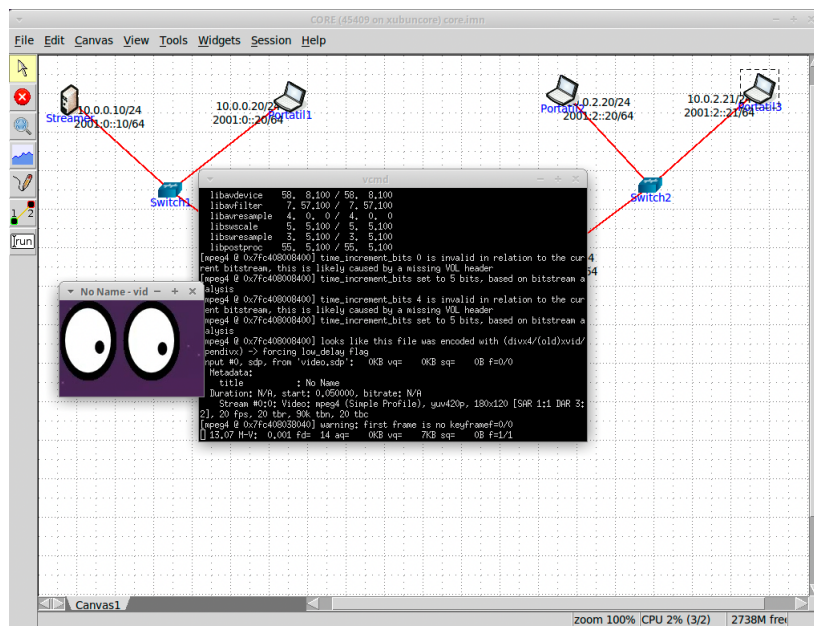 CORE (45409 on xubuncore) core.imn
File Edit Canvas View Tools Widgets Session Help
Streamer
10.0.0.10/24
2001:0::10/64
10.0.0.20/24
2001:0::20/64
Portatil1
.0.2.20/24
2001:2::20/64
10.0.2.21/24
2001:2::21/64
Portatil3
Switch1
Switch2
4
64
1 2
run
vcmd
libavdevice 58. 8.100 / 58. 8.100
libavfilter 7. 57.100 / 7. 57.100
libavresample 4. 0. 0 / 4. 0. 0
libswscale 5. 5.100 / 5. 5.100
libswresample 3. 5.100 / 3. 5.100
libpostproc 55. 5.100 / 55. 5.100
[mpeg4 @ 0x7fc408008400] time_increment_bits 0 is invalid in relation to the cur
rent bitstream, this is likely caused by a missing VOL header
[mpeg4 @ 0x7fc408008400] time_increment_bits set to 5 bits, based on bitstream a
nalysis
mpeg4 @ 0x7fc408008400] time_increment_bits 4 is invalid in relation to the cur
ent bitstream, this is likely caused by a missing VOL header
mpeg4 @ 0x7fc408008400] time_increment_bits set to 5 bits, based on bitstream a
alysis
mpeg4 @ 0x7fc408008400] looks like this file was encoded with (divx4/(old)xvid/
pendivx) -> forcing low_delay flag
nput #0, sdp, from 'video.sdp': 0KB vq= 0KB sq= 0B f=0/0
Metadata:
title : No Name
Duration: N/A, start: 0.050000, bitrate: N/A
Stream #0:0: Video: mpeg4 (Simple Profile), yuv420p, 180x120 [SAR 1:1 DAR 3:
2], 20 fps, 20 tbr, 90k tbn, 20 tbc
[mpeg4 @ 0x7fc408038040] warning: first frame is no keyframef=0/0
13.07 M-V: 0.001 fd= 14 aq= 0KB vq= 7KB sq= 0B f=1/1
No Name - vid
Canvas1
zoom 100% CPU 2% (3/2) 2738M free